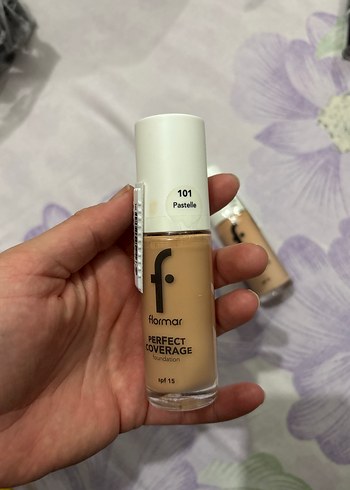 101
Pastelle
f
flormar
PERFECT
COVERAGE
foundation
spf 15